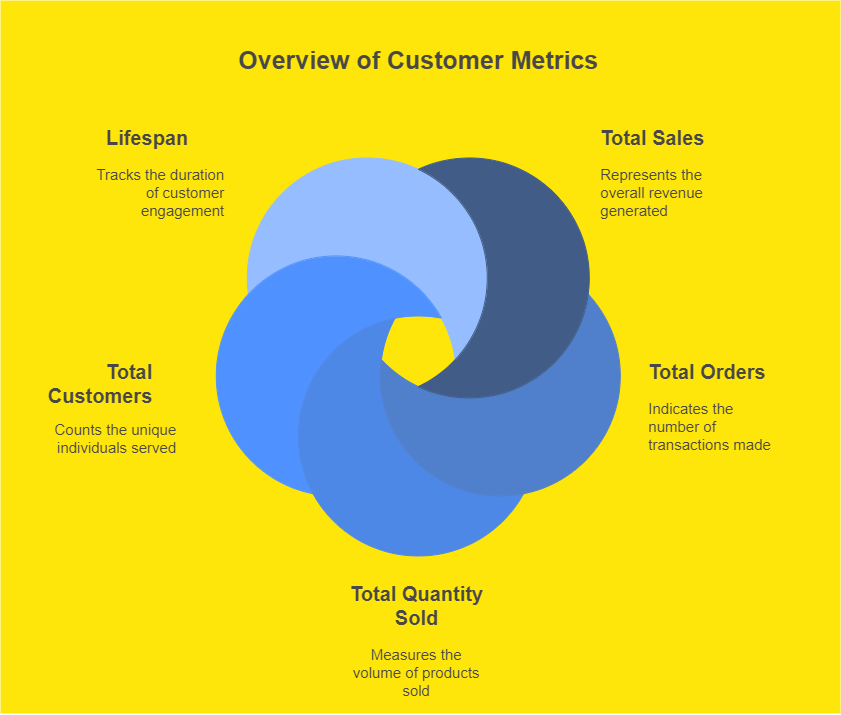 Overview of Customer Metrics
Lifespan
Tracks the duration
of customer
engagement
Total Sales
Represents the
overall revenue
generated
Total
Customers
Counts the unique
individuals served
Total Orders
Indicates the
number of
transactions made
Total Quantity
Sold
Measures the
volume of products
sold